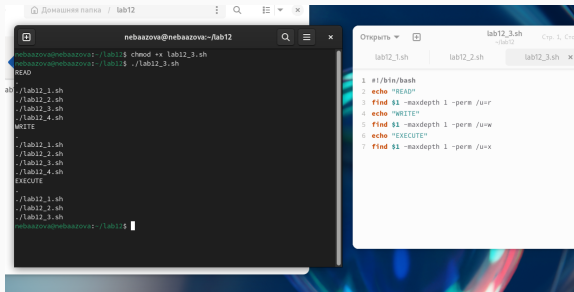 Домашняя папка / lab12
nebaazova@nebaazova:~/lab12
nebaazova@nebaazova:~/lab12$ chmod +x lab12_3.sh
nebaazova@nebaazova:~/lab12$ ./lab12_3.sh
READ
.
./lab12_1.sh
./lab12_2.sh
./lab12_3.sh
./lab12_4.sh
WRITE
.
./lab12_1.sh
./lab12_2.sh
./lab12_3.sh
./lab12_4.sh
EXECUTE
.
./lab12_1.sh
./lab12_2.sh
./lab12_3.sh
nebaazova@nebaazova:~/lab12$
ab
Открыть
lab12_3.sh
~/lab12
Стр. 1, Сто
lab12_1.sh
lab12_2.sh
lab12_3.sh
1 #!/bin/bash
2 echo "READ"
3 find $1 -maxdepth 1 -perm /u=r
4 echo "WRITE"
5 find $1 -maxdepth 1 -perm /u=w
6 echo "EXECUTE"
7 find $1 -maxdepth 1 -perm /u=x